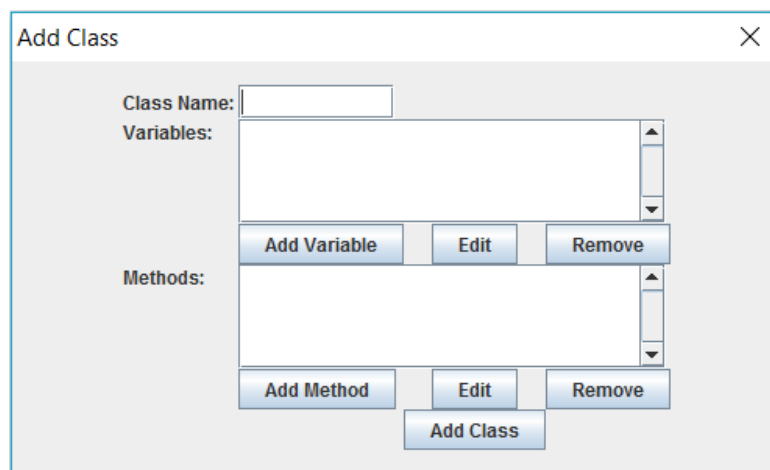 Add Class
Class Name:
Variables:
Add Variable Edit Remove
Methods:
Add Method Edit Remove
Add Class